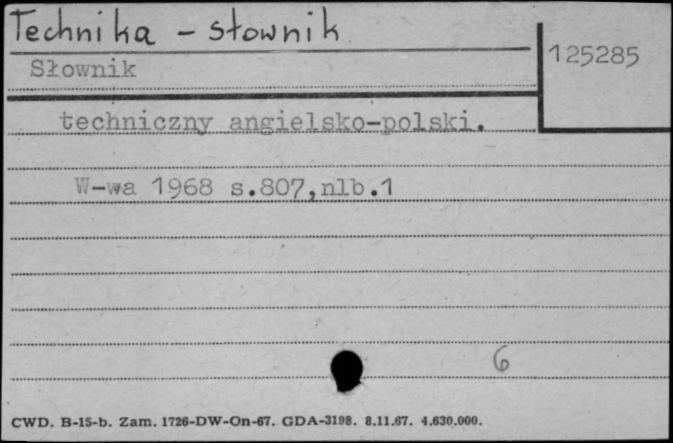 Technika - słownik
125285
Słownik
techniczny angielsko-polski.
W-wa 1968 s.807,nlb.1
6
CWD. B-15-b. Zam. 1726-DW-On-67. GDA-3198. 8.11.67. 4.630.000.